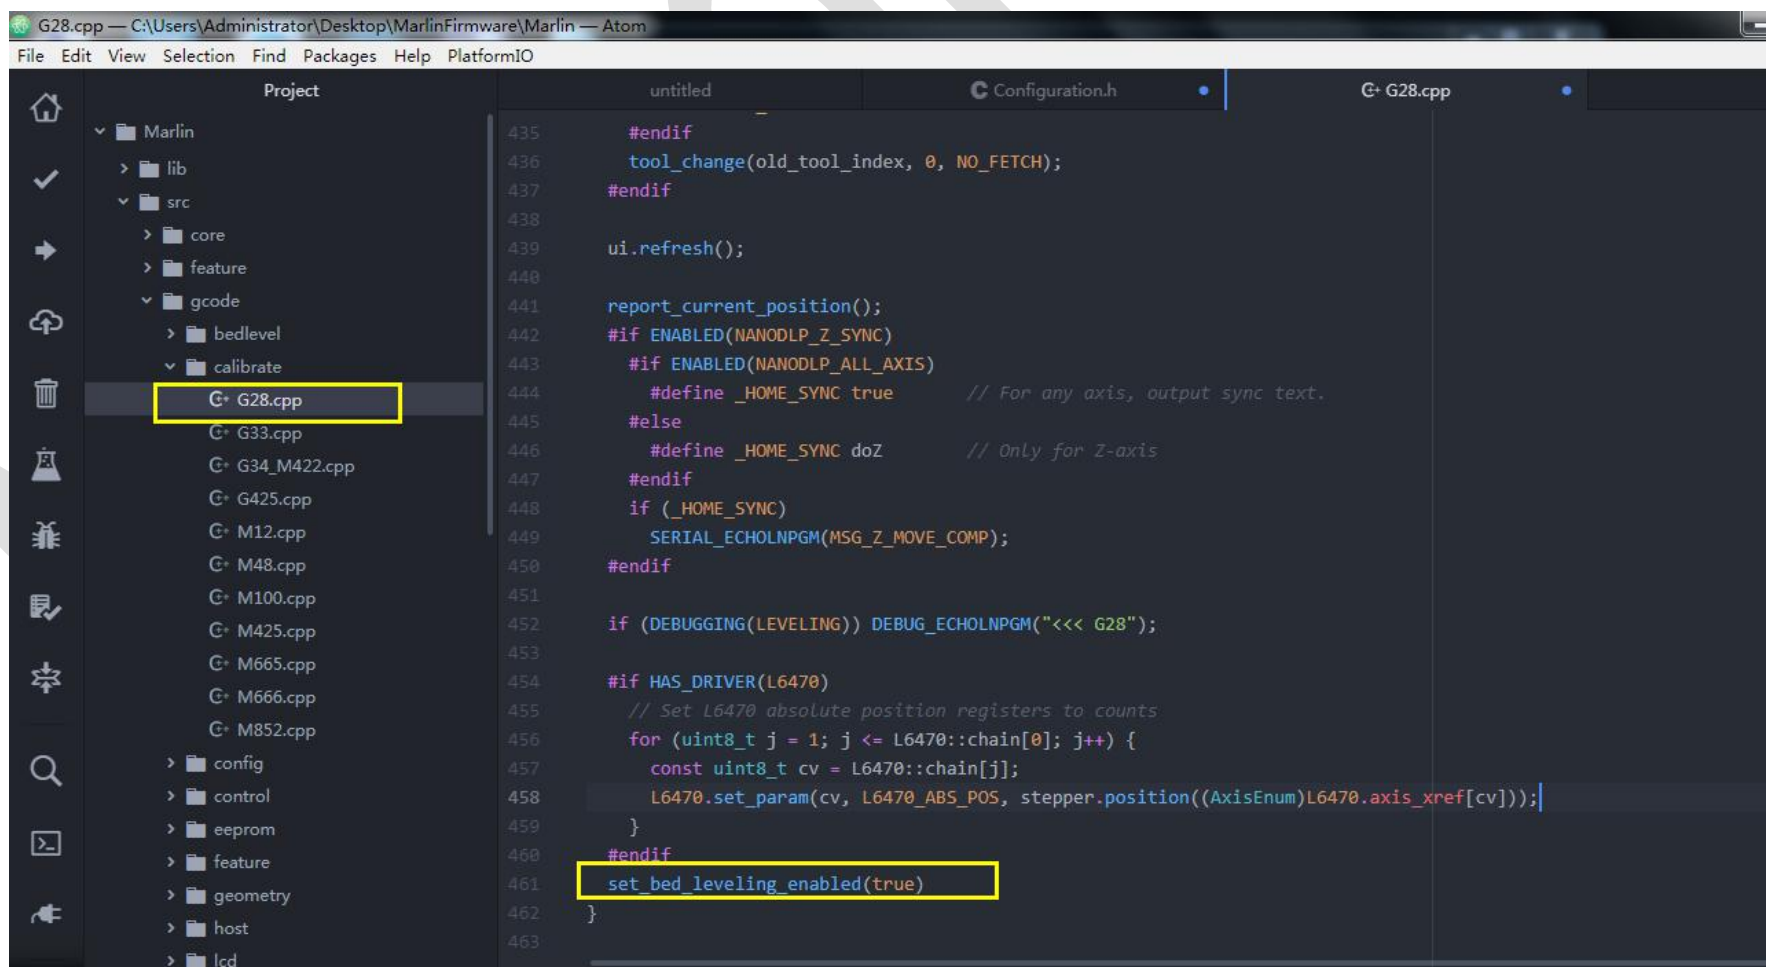 G28.cpp — C:\Users\Administrator\Desktop\MarlinFirmware\Marlin — Atom
File Edit View Selection Find Packages Help PlatformIO
Project
untitled
Configuration.h
G28.cpp
Marlin
lib
src
core
feature
gcode
bedlevel
calibrate
G28.cpp
G33.cpp
G34_M422.cpp
G425.cpp
M12.cpp
M48.cpp
M100.cpp
M425.cpp
M665.cpp
M666.cpp
M852.cpp
config
control
eeprom
feature
geometry
host
lcd
435 #endif
436 tool_change(old_tool_index, 0, NO_FETCH);
437 #endif
438
439 ui.refresh();
440
441 report_current_position();
442 #if ENABLED(NANODLP_Z_SYNC)
443 #if ENABLED(NANODLP_ALL_AXIS)
444 #define _HOME_SYNC true // For any axis, output sync text.
445 #else
446 #define _HOME_SYNC doZ // Only for Z-axis
447 #endif
448 if (_HOME_SYNC)
449 SERIAL_ECHOLNPGM(MSG_Z_MOVE_COMP);
450 #endif
451
452 if (DEBUGGING(LEVELING)) DEBUG_ECHOLNPGM("<<< G28");
453
454 #if HAS_DRIVER(L6470)
455 // Set L6470 absolute position registers to counts
456 for (uint8_t j = 1; j <= L6470::chain[0]; j++) {
457 const uint8_t cv = L6470::chain[j];
458 L6470.set_param(cv, L6470_ABS_POS, stepper.position((AxisEnum)L6470.axis_xref[cv]));
459 }
460 #endif
461 set_bed_leveling_enabled(true)
462 }
463